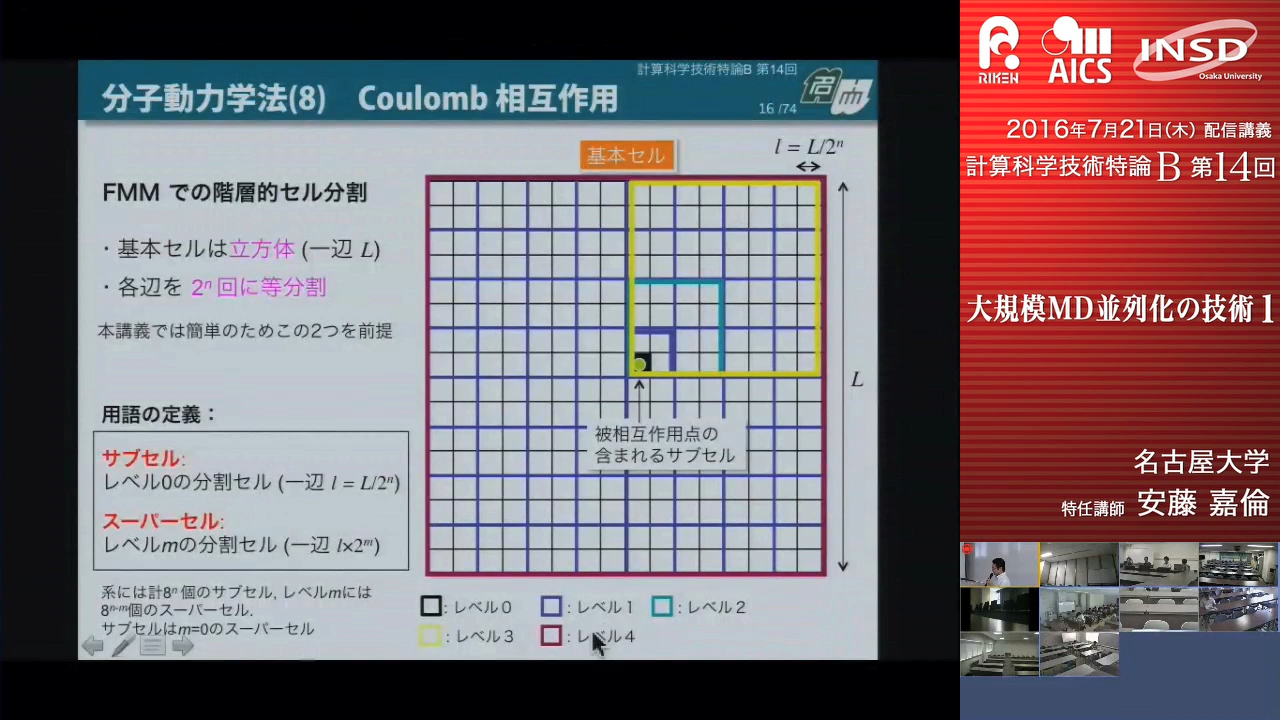 計算科学技術特論B 第14回
分子動力学法(8) Coulomb 相互作用
16 /74
FMM での階層的セル分割
・基本セルは立方体 (一辺 L)
・各辺を 2ⁿ 回に等分割
本講義では簡単のためこの2つを前提
用語の定義：
サブセル:
レベル0の分割セル (一辺 l = L/2ⁿ)
スーパーセル:
レベルmの分割セル (一辺 l×2ᵐ)
系には計8ⁿ 個のサブセル, レベルmには
8ⁿ⁻ᵐ個のスーパーセル.
サブセルはm=0のスーパーセル
基本セル
l = L/2ⁿ
L
被相互作用点の
含まれるサブセル
: レベル０
: レベル１
: レベル２
: レベル３
: レベル４
RIKEN
AICS
INSD
Osaka University
2016年7月21日(木) 配信講義
計算科学技術特論 B 第14回
大規模MD並列化の技術1
名古屋大学
特任講師 安藤 嘉倫